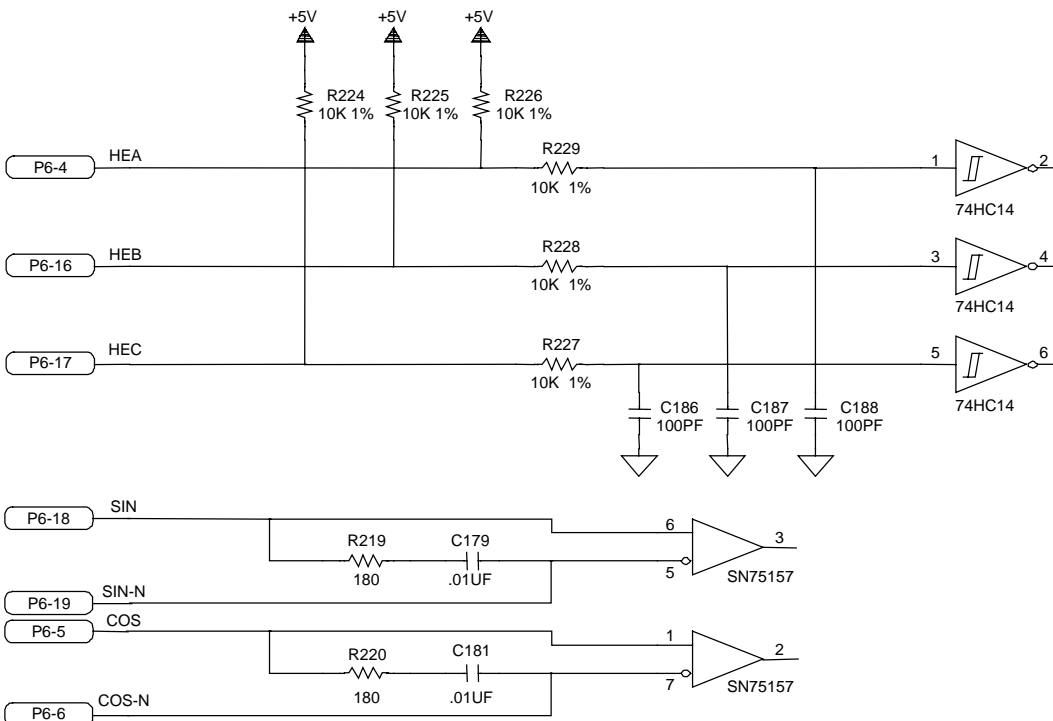 +5V +5V +5V
R224 R225 R226
10K 1% 10K 1% 10K 1%
P6-4 HEA R229 10K 1% 1 2 74HC14
P6-16 HEB R228 10K 1% 3 4 74HC14
P6-17 HEC R227 10K 1% 5 6 74HC14
C186 C187 C188
100PF 100PF 100PF
P6-18 SIN 6 3
R219 C179
180 .01UF 5 SN75157
P6-19 SIN-N
P6-5 COS 1 2
R220 C181
180 .01UF 7 SN75157
P6-6 COS-N